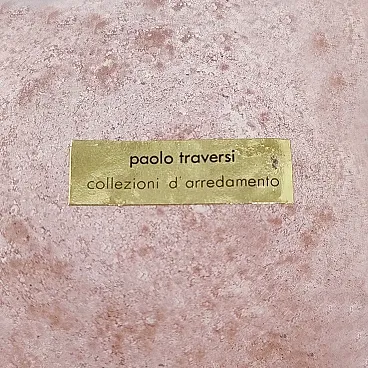 paolo traversi
collezioni d'arredamento